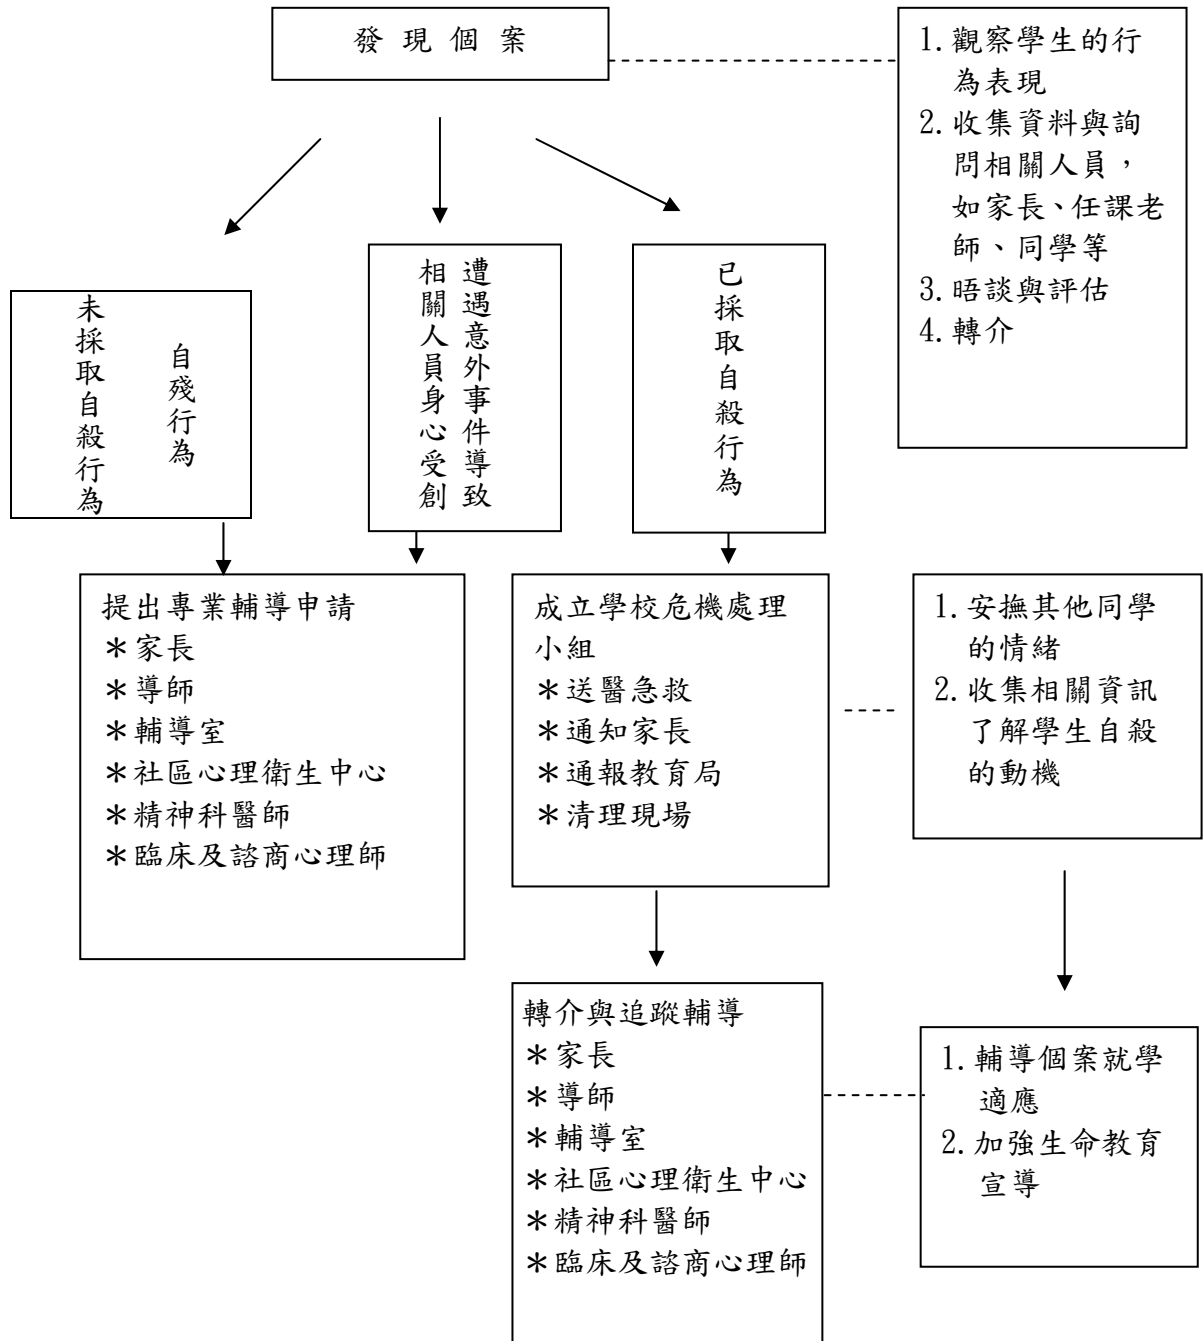 發現個案
1.觀察學生的行
為表現
2.收集資料與詢
問相關人員，
如家長、任課老
師、同學等
3.晤談與評估
4.轉介
未採取自殺行為
自殘行為
遭遇意外事件導致
相關人員身心受創
已採取自殺行為
提出專業輔導申請
＊家長
＊導師
＊輔導室
＊社區心理衛生中心
＊精神科醫師
＊臨床及諮商心理師
成立學校危機處理
小組
＊送醫急救
＊通知家長
＊通報教育局
＊清理現場
1.安撫其他同學
的情緒
2.收集相關資訊
了解學生自殺
的動機
轉介與追蹤輔導
＊家長
＊導師
＊輔導室
＊社區心理衛生中心
＊精神科醫師
＊臨床及諮商心理師
1.輔導個案就學
適應
2.加強生命教育
宣導